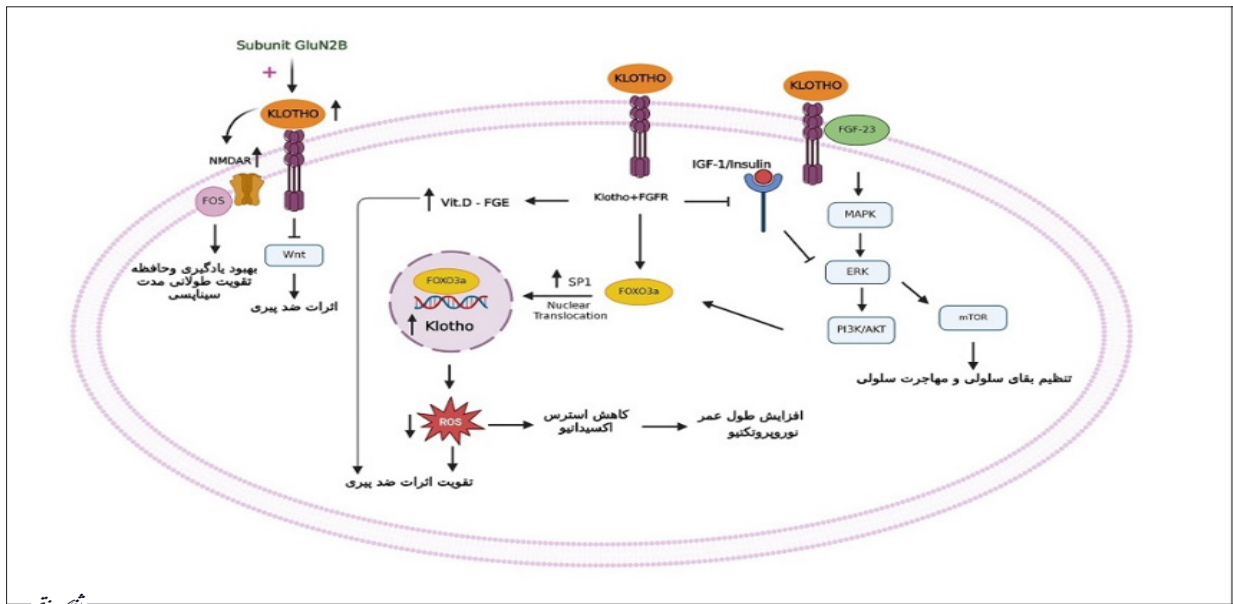 Subunit GluN2B
+
KLOTHO
NMDAR
FOS
Wnt
بهبود یادگیری وحافظه
تقویت طولانی مدت
سیناپسی
اثرات ضد پیری
KLOTHO
Klotho+FGFR
Vit.D - FGE
IGF-1/Insulin
KLOTHO
FGF-23
MAPK
ERK
PI3K/AKT
mTOR
تنظیم بقای سلولی و مهاجرت سلولی
FOXO3a
SP1
Nuclear
Translocation
FOXO3a
Klotho
ROS
کاهش استرس
اکسیداتیو
افزایش طول عمر
نوروپروتکتیو
تقویت اثرات ضد پیری